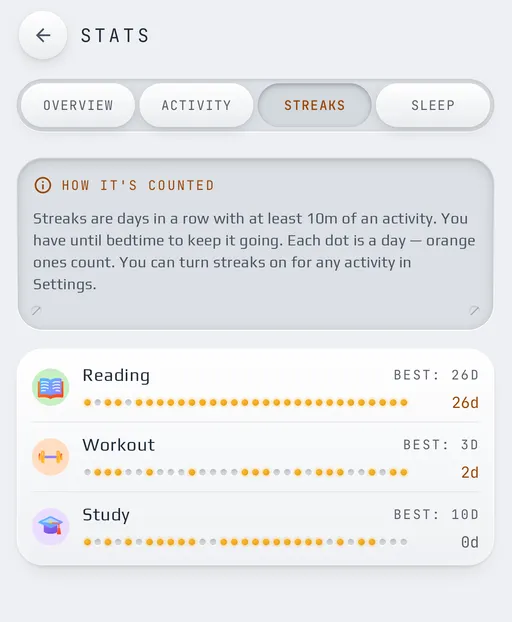 STATS
OVERVIEW
ACTIVITY
STREAKS
SLEEP
HOW IT'S COUNTED
Streaks are days in a row with at least 10m of an activity. You
have until bedtime to keep it going. Each dot is a day — orange
ones count. You can turn streaks on for any activity in
Settings.
Reading
BEST: 26D
26d
Workout
BEST: 3D
2d
Study
BEST: 10D
0d